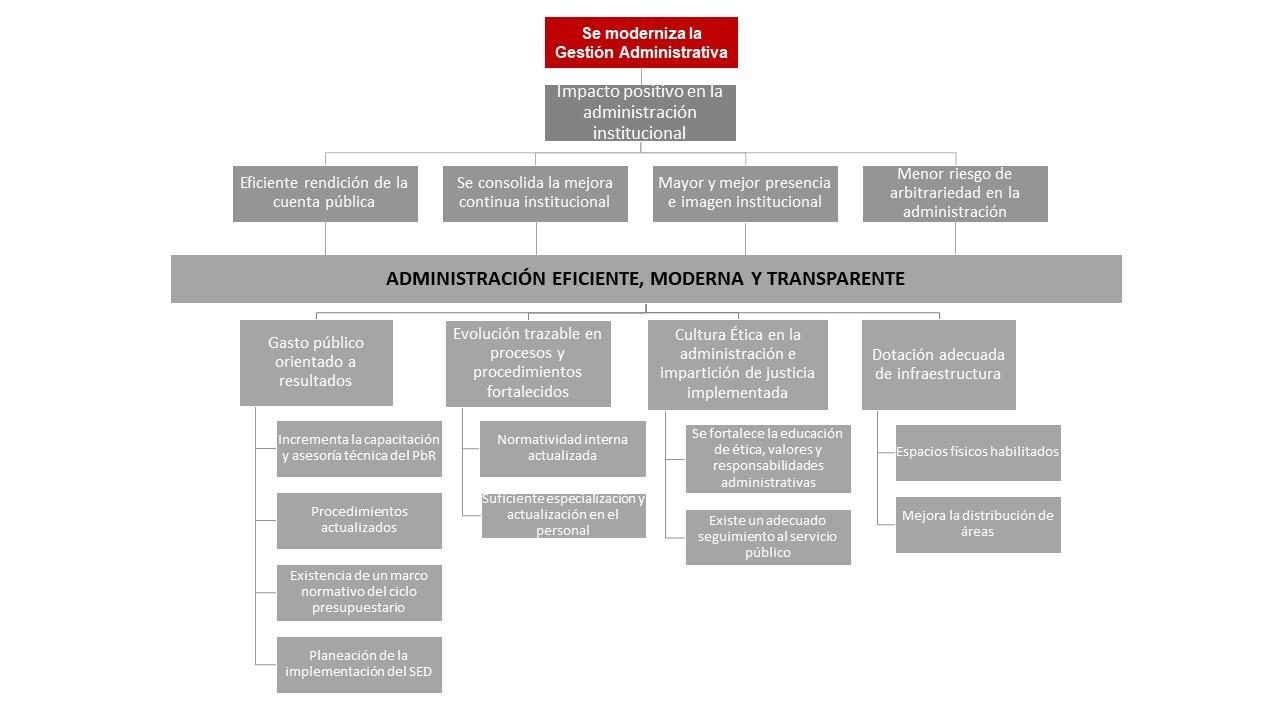 Se moderniza la
Gestión Administrativa
Impacto positivo en la
administración
institucional
Eficiente rendición de la
cuenta pública
Se consolida la mejora
continua institucional
Mayor y mejor presencia
e imagen institucional
Menor riesgo de
arbitrariedad en la
administración
ADMINISTRACIÓN EFICIENTE, MODERNA Y TRANSPARENTE
Gasto público
orientado a
resultados
Incrementa la capacitación
y asesoría técnica del PbR
Procedimientos
actualizados
Existencia de un marco
normativo del ciclo
presupuestario
Planeación de la
implementación del SED
Evolución trazable en
procesos y
procedimientos
fortalecidos
Normatividad interna
actualizada
Suficiente especialización y
actualización en el
personal
Cultura Ética en la
administración e
impartición de justicia
implementada
Se fortalece la educación
de ética, valores y
responsabilidades
administrativas
Existe un adecuado
seguimiento al servicio
público
Dotación adecuada
de infraestructura
Espacios físicos habilitados
Mejora la distribución de
áreas